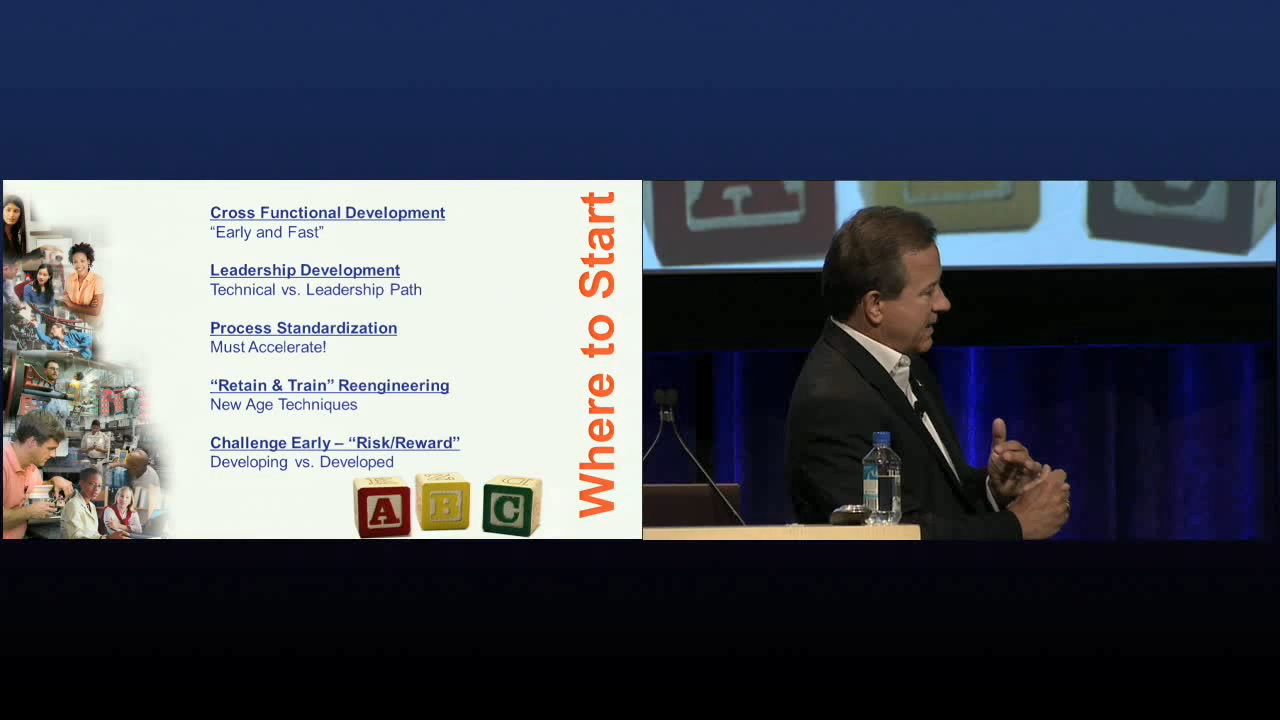 Cross Functional Development
“Early and Fast”
Leadership Development
Technical vs. Leadership Path
Process Standardization
Must Accelerate!
“Retain & Train” Reengineering
New Age Techniques
Challenge Early – “Risk/Reward”
Developing vs. Developed
A B C
Where to Start